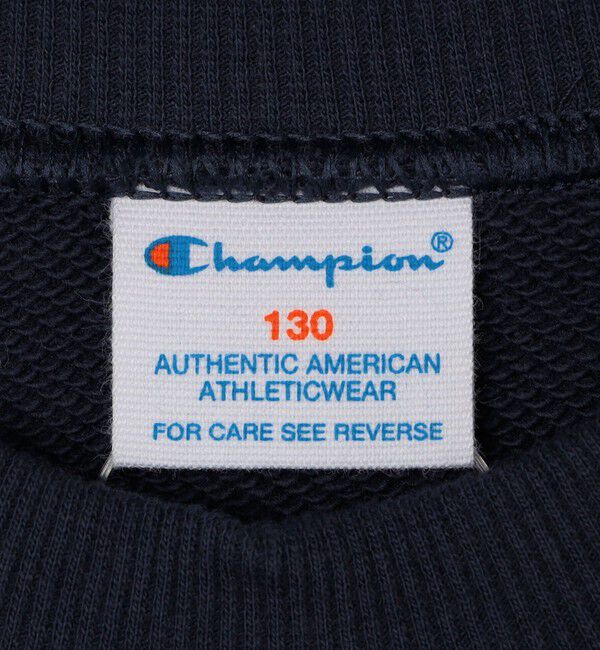 Champion®
130
AUTHENTIC AMERICAN
ATHLETICWEAR
FOR CARE SEE REVERSE